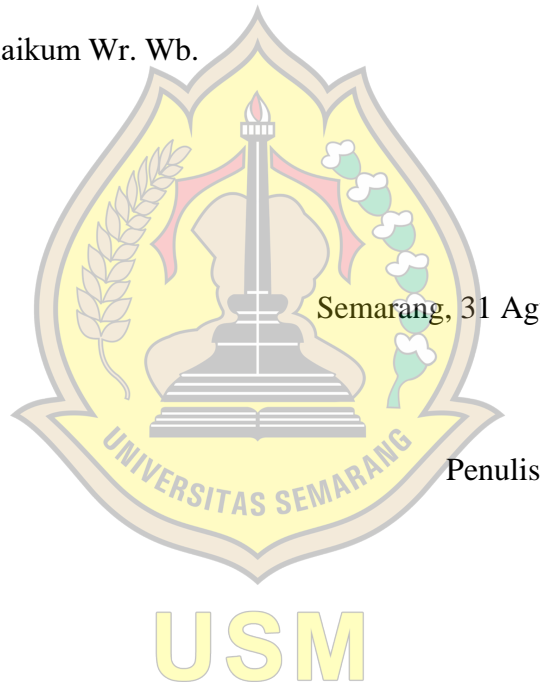 aikum Wr. Wb.
Semarang, 31 Ag
Penulis
UNIVERSITAS SEMARANG
USM